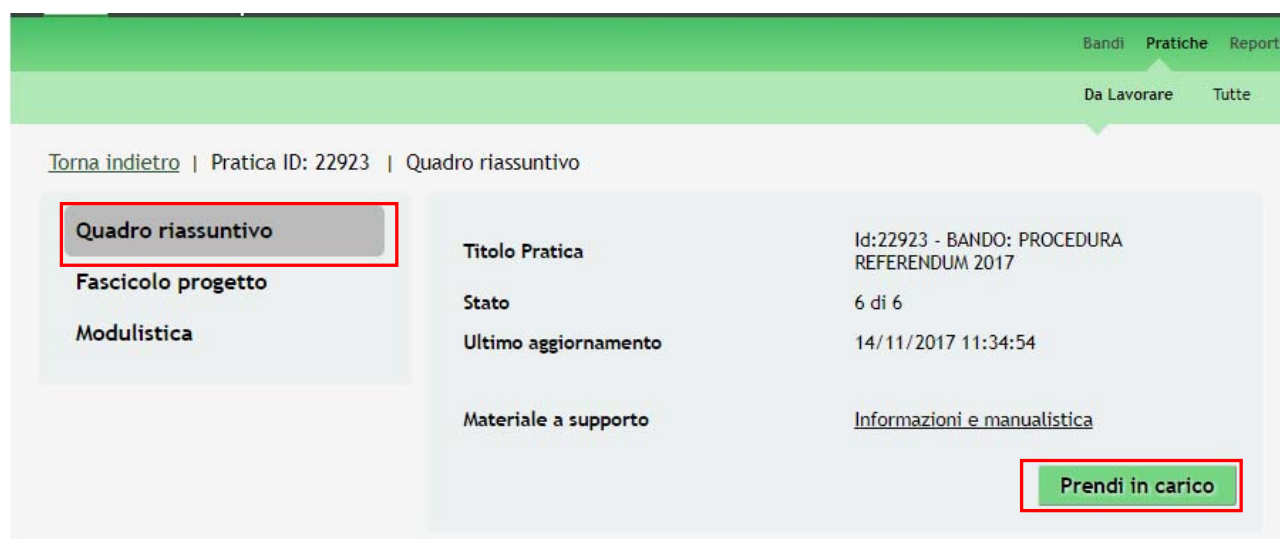 Bandi Pratiche Report
Da Lavorare Tutte
Torna indietro | Pratica ID: 22923 | Quadro riassuntivo
Quadro riassuntivo
Fascicolo progetto
Modulistica
Titolo Pratica Id:22923 - BANDO: PROCEDURA
REFERENDUM 2017
Stato 6 di 6
Ultimo aggiornamento 14/11/2017 11:34:54
Materiale a supporto Informazioni e manualistica
Prendi in carico